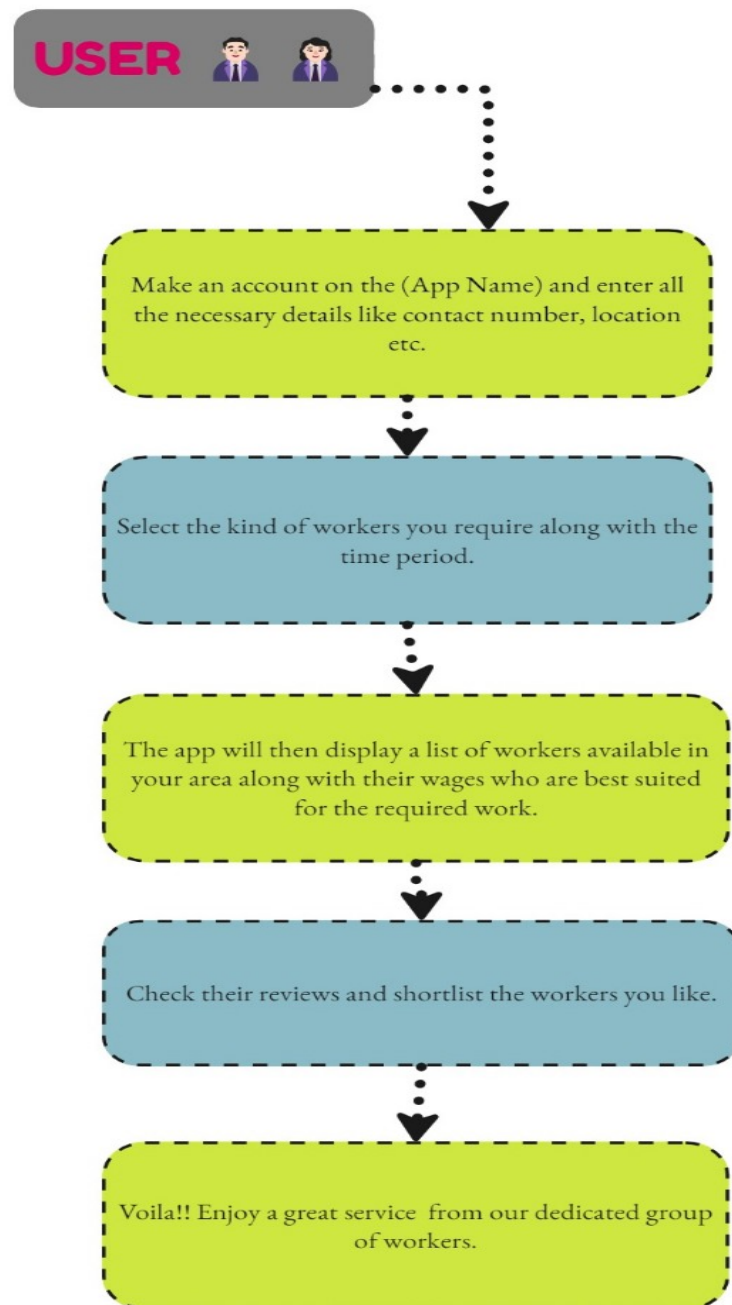 USER
Make an account on the (App Name) and enter all
the necessary details like contact number, location
etc.
Select the kind of workers you require along with the
time period.
The app will then display a list of workers available in
your area along with their wages who are best suited
for the required work.
Check their reviews and shortlist the workers you like.
Voila!! Enjoy a great service from our dedicated group
of workers.